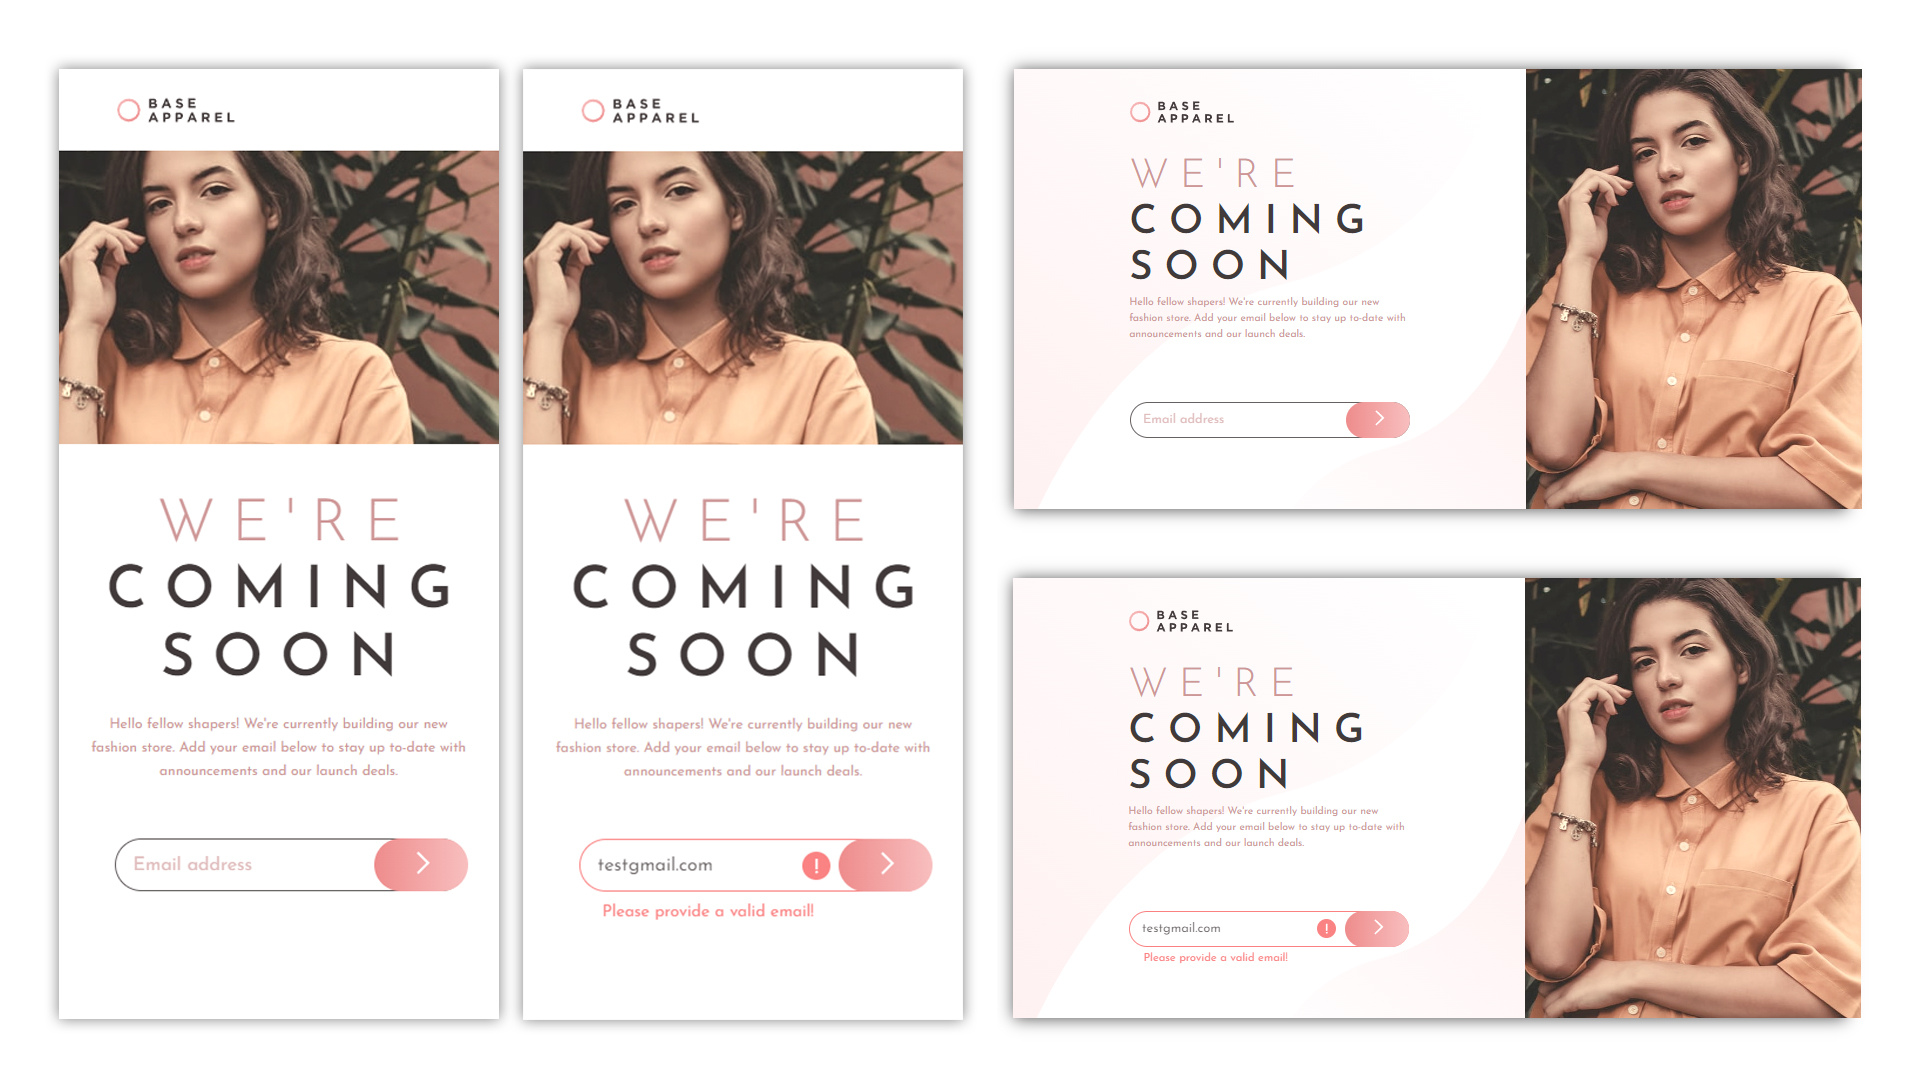 BASE
APPAREL
WE'RE
COMING
SOON
Hello fellow shapers! We're currently building our new
fashion store. Add your email below to stay up to-date with
announcements and our launch deals.
Email address
BASE
APPAREL
WE'RE
COMING
SOON
Hello fellow shapers! We're currently building our new
fashion store. Add your email below to stay up to-date with
announcements and our launch deals.
testgmail.com
!
Please provide a valid email!
BASE
APPAREL
WE'RE
COMING
SOON
Hello fellow shapers! We're currently building our new
fashion store. Add your email below to stay up to-date with
announcements and our launch deals.
Email address
BASE
APPAREL
WE'RE
COMING
SOON
Hello fellow shapers! We're currently building our new
fashion store. Add your email below to stay up to-date with
announcements and our launch deals.
testgmail.com
!
Please provide a valid email!